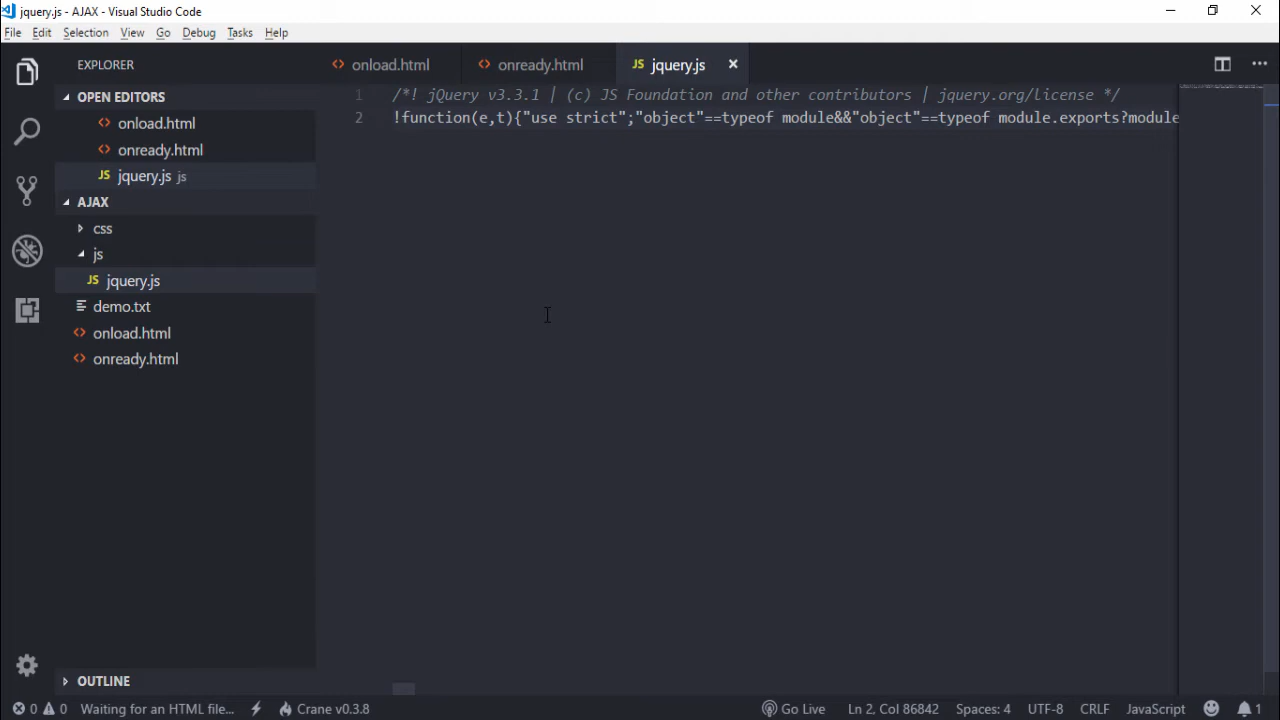 jquery.js - AJAX - Visual Studio Code
File Edit Selection View Go Debug Tasks Help
EXPLORER
onload.html onready.html JS jquery.js
OPEN EDITORS
onload.html
onready.html
JS jquery.js js
AJAX
css
js
JS jquery.js
demo.txt
onload.html
onready.html
OUTLINE
1 /*! jQuery v3.3.1 | (c) JS Foundation and other contributors | jquery.org/license */
2 !function(e,t){"use strict";"object"==typeof module&&"object"==typeof module.exports?module
0 0 Waiting for an HTML file... Crane v0.3.8 Go Live Ln 2, Col 86842 Spaces: 4 UTF-8 CRLF JavaScript 1